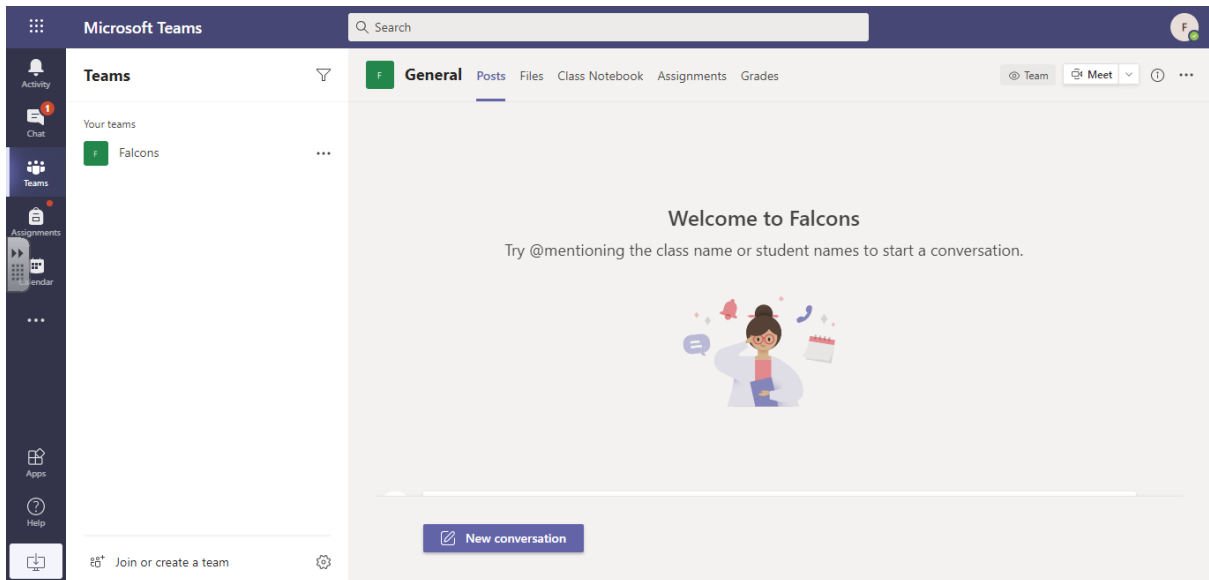 Microsoft Teams
Search
F
Activity
1
Chat
Teams
Assignments
Calendar
Apps
Help
Teams
Your teams
F Falcons
Join or create a team
F General Posts Files Class Notebook Assignments Grades
Team Meet
Welcome to Falcons
Try @mentioning the class name or student names to start a conversation.
New conversation